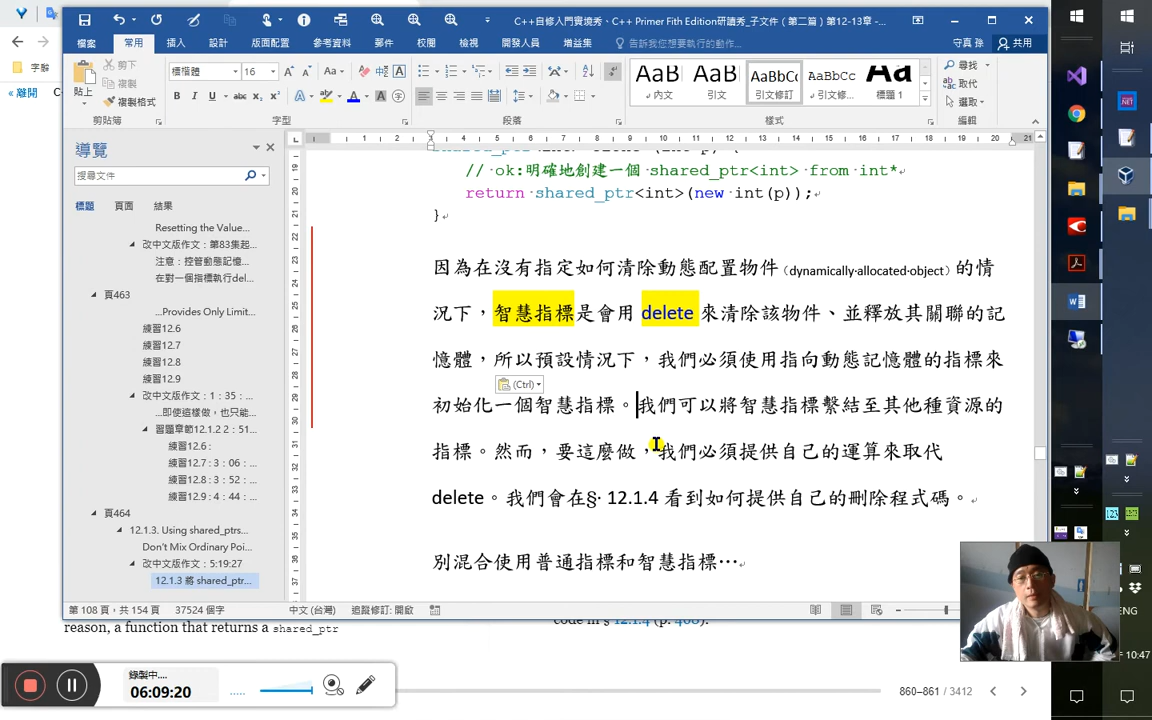 C++自修入門實境秀、C++ Primer Fith Edition研讀秀_子文件（第二篇）第12-13章 - ...
檔案 常用 插入 設計 版面配置 參考資料 郵件 校閱 檢視 開發人員 增益集 告訴我您想要執行的動作... 守真 孫 共用
字齡
« 離開
貼上
剪下
複製
複製格式
楷體 16
B I U abc x₂ x²
AaB AaB AaBbCc AaBbCc AaB
↲內文 引文 引文修訂 ↲引文修... 標題 1
尋找
取代
選取
剪貼簿 字型 段落 樣式 編輯
導覽
搜尋文件
標題 頁面 結果
Resetting the Value...
改中文版作文：第83集起...
注意：控管動態記憶...
在對一個指標執行del...
頁463
...Provides Only Limit...
練習12.6
練習12.7
練習12.8
練習12.9
改中文版作文：1：35：...
...即使這樣做，也只能...
習題章節12.1.2 2：51...
練習12.6 :
練習12.7：3：06：...
練習12.8：3：52：...
練習12.9：4：44：...
頁464
12.1.3. Using shared_ptrs...
Don't Mix Ordinary Poi...
改中文版作文：5:19:27
12.1.3 將 shared_ptr...
// ok:明確地創建一個 shared_ptr<int> from int*
return shared_ptr<int>(new int(p));
}
因為在沒有指定如何清除動態配置物件（dynamically allocated object）的情
況下，智慧指標是會用 delete 來清除該物件、並釋放其關聯的記
憶體，所以預設情況下，我們必須使用指向動態記憶體的指標來
(Ctrl)
初始化一個智慧指標。我們可以將智慧指標繫結至其他種資源的
指標。然而，要這麼做，我們必須提供自己的運算來取代
delete。我們會在§ 12.1.4 看到如何提供自己的刪除程式碼。
別混合使用普通指標和智慧指標…
第 108 頁，共 154 頁 37524 個字 中文 (台灣) 追蹤修訂: 開啟
reason, a function that returns a shared_ptr
code in § 12.1.4 (p. 468).
錄製中....
06:09:20
860–861 / 3412
ENG
10:47